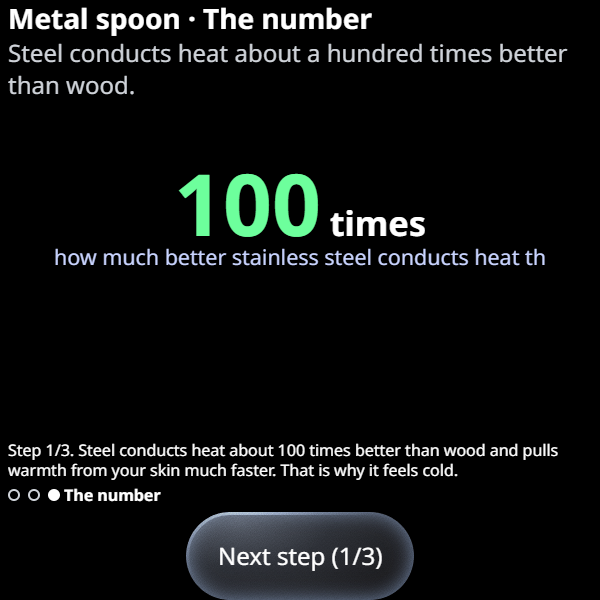 Metal spoon · The number
Steel conducts heat about a hundred times better
than wood.
100 times
how much better stainless steel conducts heat th
Step 1/3. Steel conducts heat about 100 times better than wood and pulls
warmth from your skin much faster. That is why it feels cold.
The number
Next step (1/3)